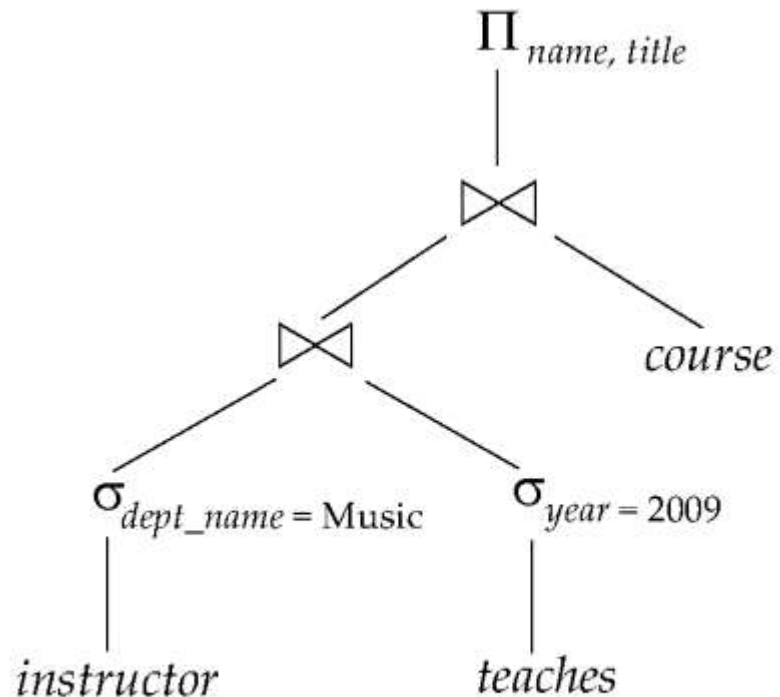 Π name, title
⋈
⋈
course
σ dept_name = Music
σ year = 2009
instructor
teaches